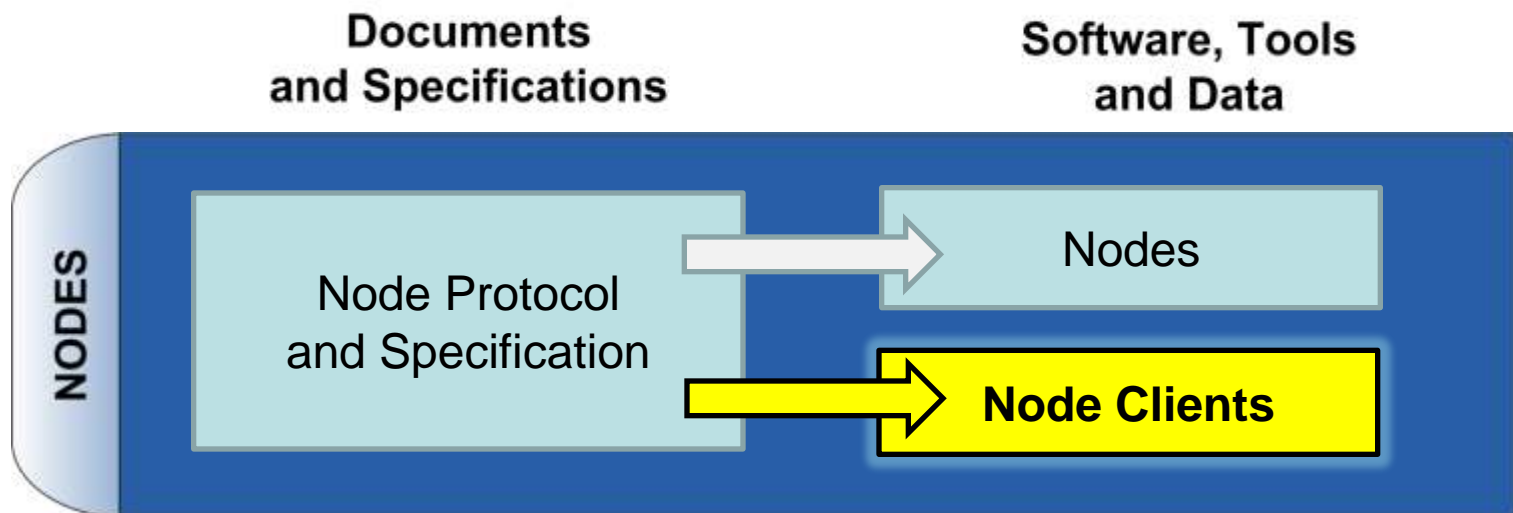 Documents
and Specifications
Software, Tools
and Data
NODES
Node Protocol
and Specification
Nodes
Node Clients